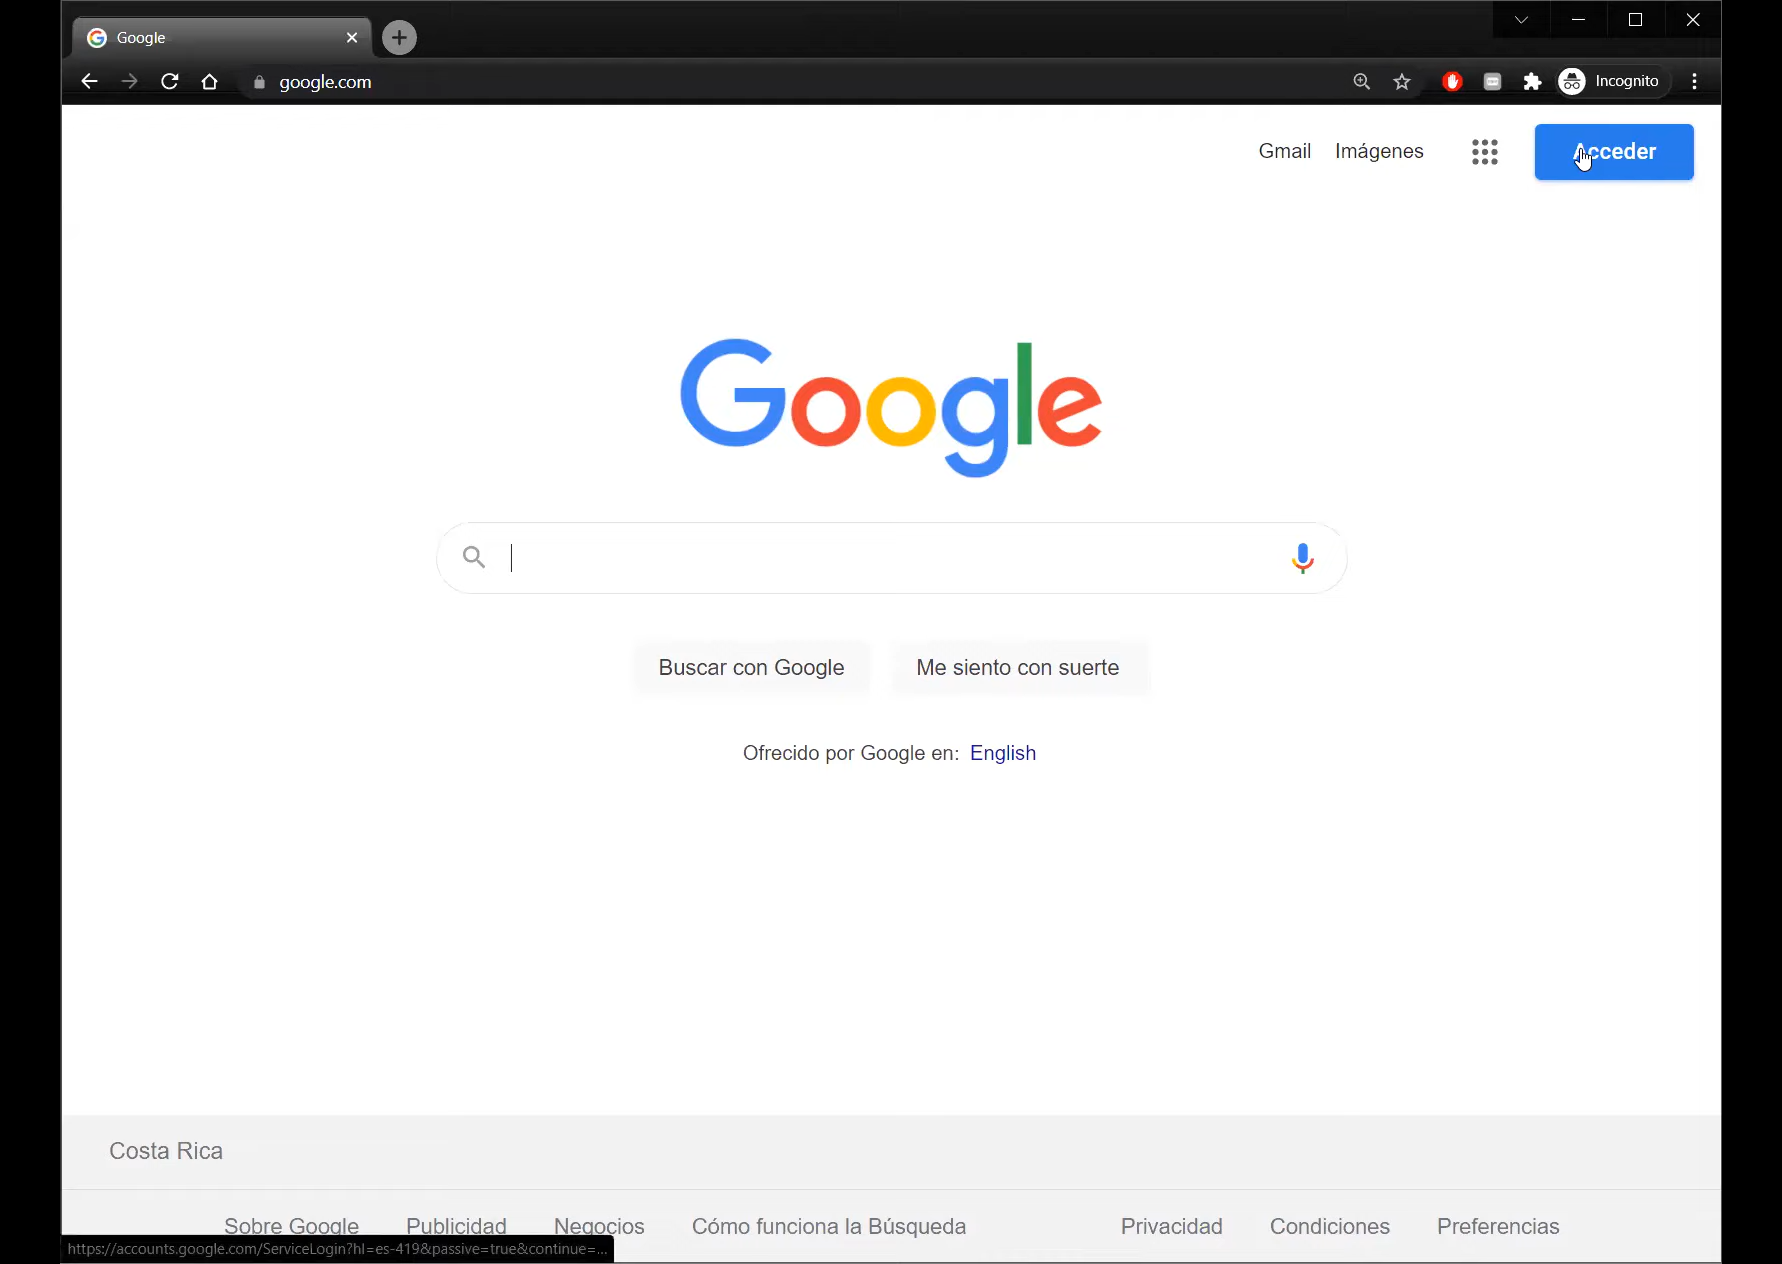 Google
google.com
Incognito
Gmail Imágenes Acceder
Google
Buscar con Google Me siento con suerte
Ofrecido por Google en: English
Costa Rica
Sobre Google Publicidad Negocios Cómo funciona la Búsqueda Privacidad Condiciones Preferencias
https://accounts.google.com/ServiceLogin?hl=es-419&passive=true&continue=...